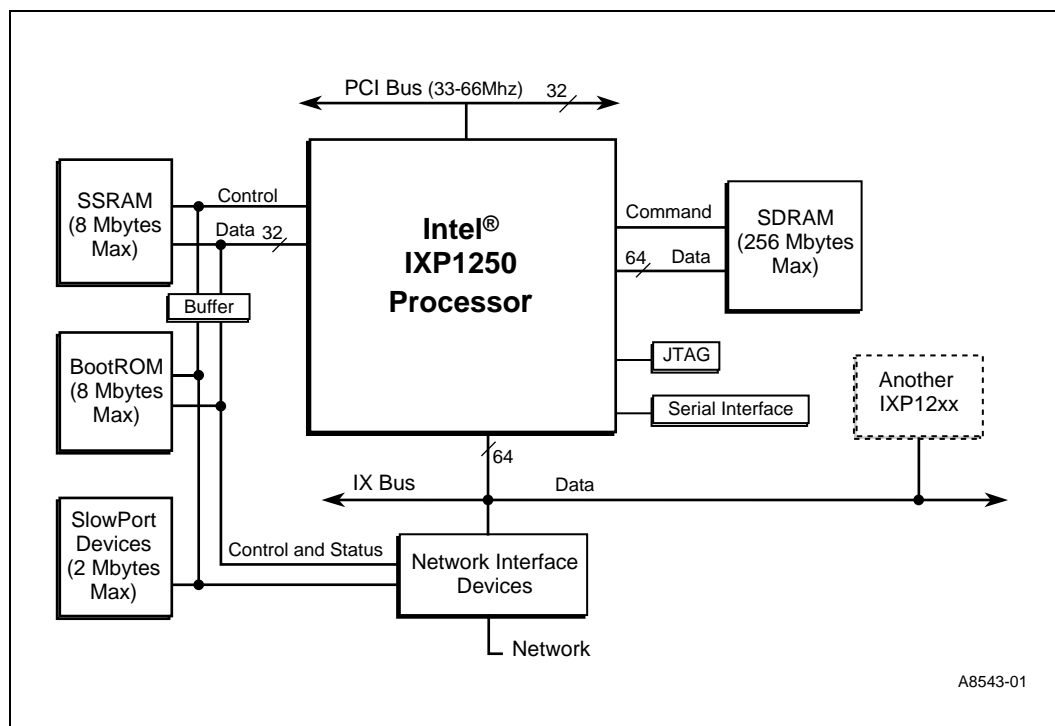 PCI Bus (33-66Mhz) 32
SSRAM
(8 Mbytes
Max)
Control
Data 32
Buffer
BootROM
(8 Mbytes
Max)
SlowPort
Devices
(2 Mbytes
Max)
Intel®
IXP1250
Processor
Command
64 Data
SDRAM
(256 Mbytes
Max)
JTAG
Serial Interface
Another
IXP12xx
64
IX Bus Data
Control and Status
Network Interface
Devices
Network
A8543-01